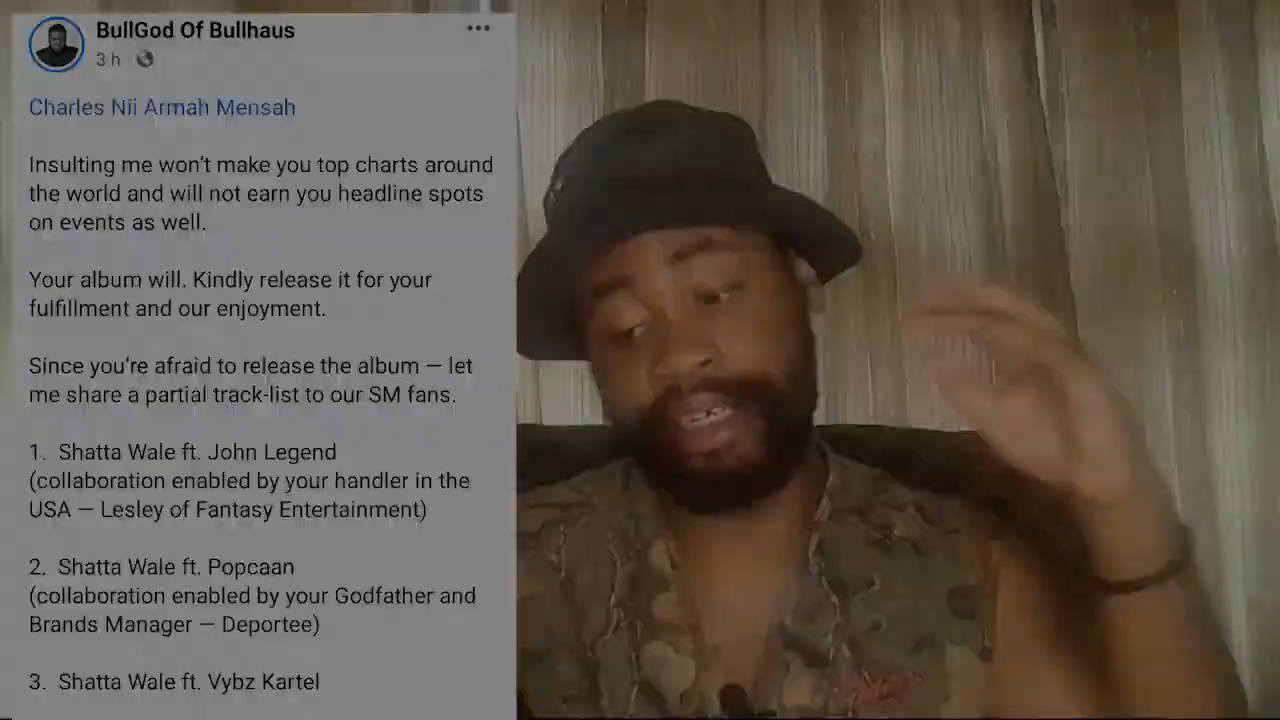 BullGod Of Bullhaus
3 h
Charles Nii Armah Mensah
Insulting me won't make you top charts around
the world and will not earn you headline spots
on events as well.
Your album will. Kindly release it for your
fulfillment and our enjoyment.
Since you're afraid to release the album — let
me share a partial track-list to our SM fans.
1. Shatta Wale ft. John Legend
(collaboration enabled by your handler in the
USA — Lesley of Fantasy Entertainment)
2. Shatta Wale ft. Popcaan
(collaboration enabled by your Godfather and
Brands Manager — Deportee)
3. Shatta Wale ft. Vybz Kartel